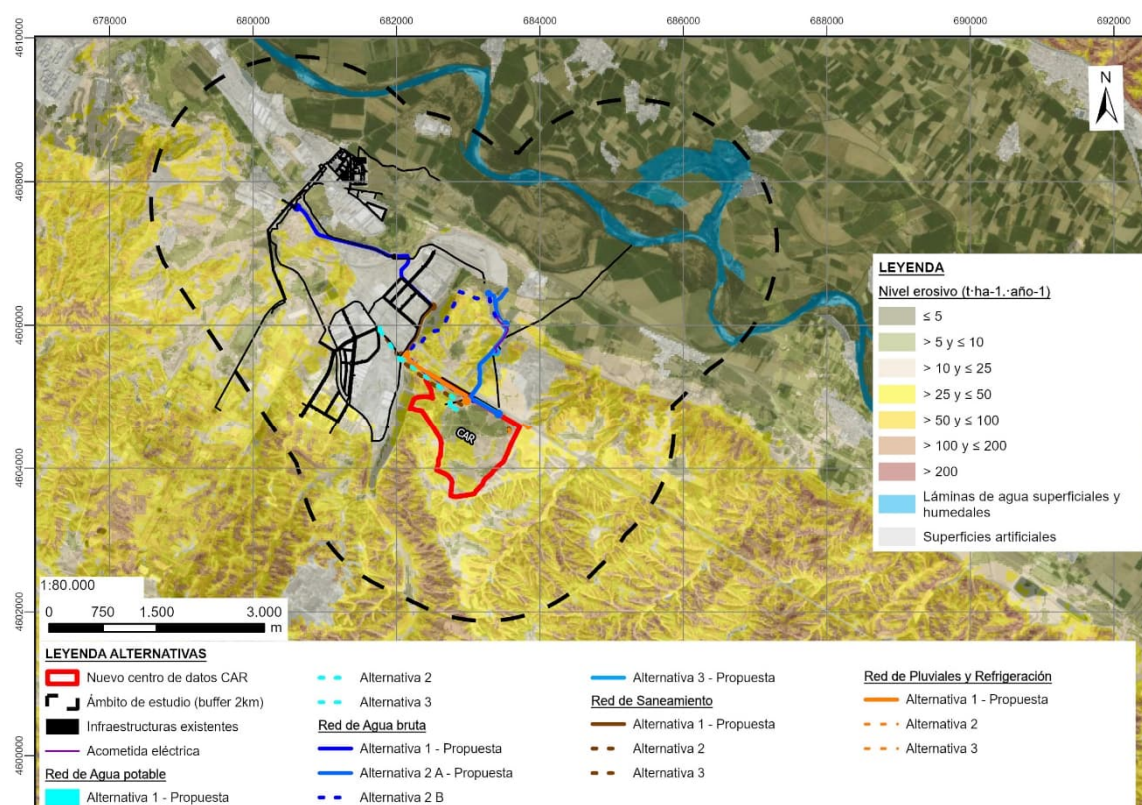 678000 680000 682000 684000 686000 688000 690000 692000
4610000
4608000
4606000
4604000
4602000
4600000
N
CAR
LEYENDA
Nivel erosivo (t·ha-1.·año-1)
≤ 5
> 5 y ≤ 10
> 10 y ≤ 25
> 25 y ≤ 50
> 50 y ≤ 100
> 100 y ≤ 200
> 200
Láminas de agua superficiales y
humedales
Superficies artificiales
1:80.000
0 750 1.500 3.000
m
LEYENDA ALTERNATIVAS
Nuevo centro de datos CAR
Ámbito de estudio (buffer 2km)
Infraestructuras existentes
Acometida eléctrica
Red de Agua potable
Alternativa 1 - Propuesta
Alternativa 2
Alternativa 3
Red de Agua bruta
Alternativa 1 - Propuesta
Alternativa 2 A - Propuesta
Alternativa 2 B
Alternativa 3 - Propuesta
Red de Saneamiento
Alternativa 1 - Propuesta
Alternativa 2
Alternativa 3
Red de Pluviales y Refrigeración
Alternativa 1 - Propuesta
Alternativa 2
Alternativa 3